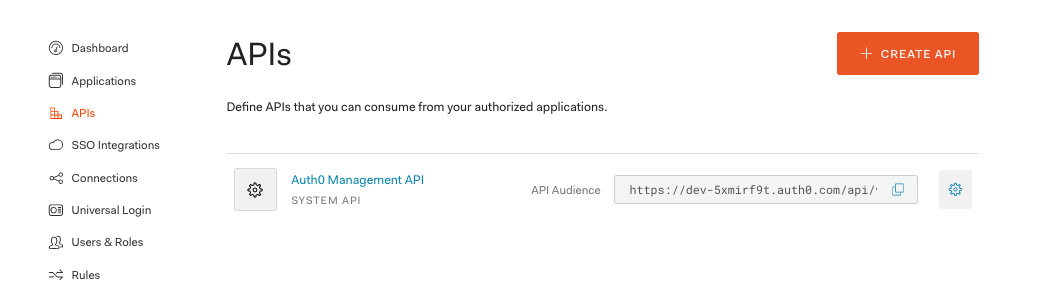 Dashboard
Applications
APIs
SSO Integrations
Connections
Universal Login
Users & Roles
Rules
APIs
+ CREATE API
Define APIs that you can consume from your authorized applications.
Auth0 Management API
SYSTEM API
API Audience
https://dev-5xmirf9t.auth0.com/api/